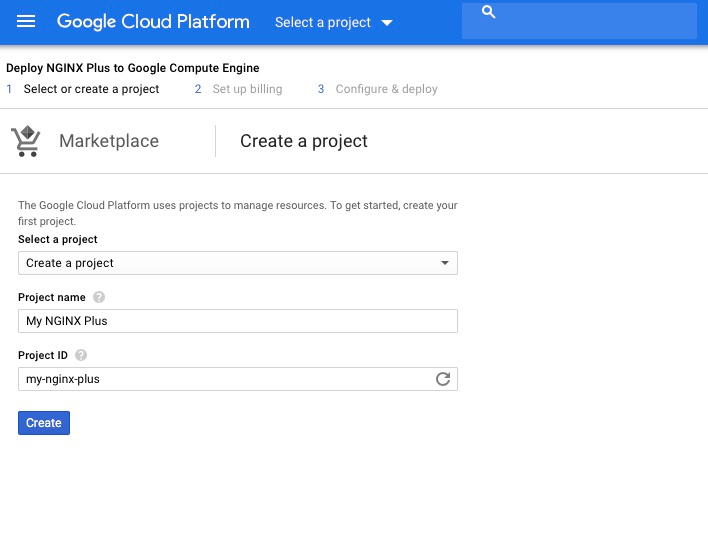 Google Cloud Platform Select a project
Deploy NGINX Plus to Google Compute Engine
1 Select or create a project 2 Set up billing 3 Configure & deploy
Marketplace Create a project
The Google Cloud Platform uses projects to manage resources. To get started, create your
first project.
Select a project
Create a project
Project name ?
My NGINX Plus
Project ID ?
my-nginx-plus
Create